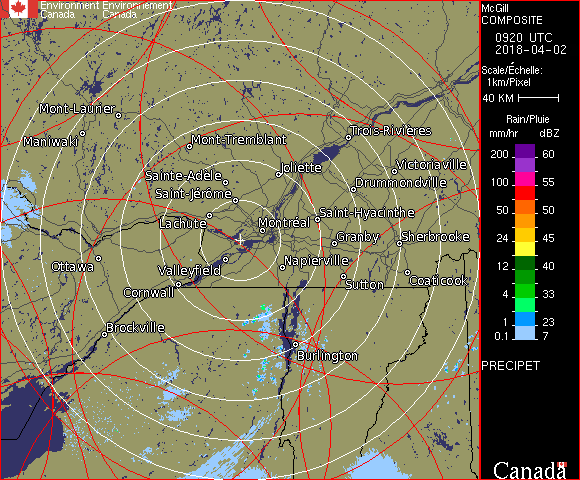 Environment Environnement
Canada Canada
McGill
COMPOSITE
0920 UTC
2018-04-02
Scale/Échelle:
1km/Pixel
40 KM
Rain/Pluie
mm/hr dBZ
200 60
155
100 55
50 50
24 45
12 40
4 33
1 23
0.1 7
PRECIPET
Canada
Mont-Laurier
Maniwaki
Mont-Tremblant
Trois-Rivières
Joliette
Victoriaville
Sainte-Adèle
Drummondville
Saint-Jérôme
Lachute
Saint-Hyacinthe
Montréal
Granby
Sherbrooke
Ottawa
Valleyfield
Napierville
Cornwall
Sutton
Coaticook
Brockville
Burlington